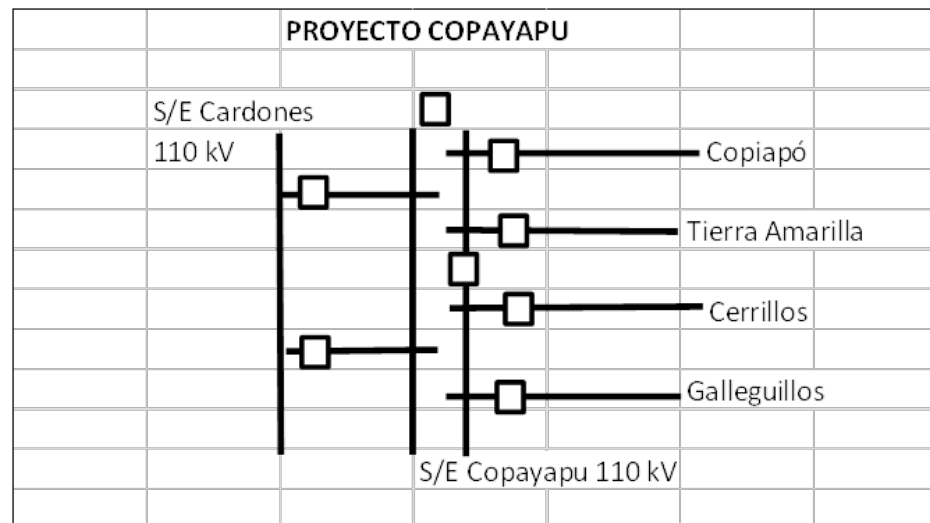 PROYECTO COPAYAPU
S/E Cardones
110 kV
Copiapó
Tierra Amarilla
Cerrillos
Galleguillos
S/E Copayapu 110 kV